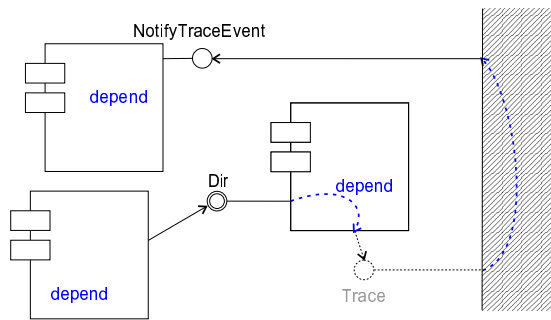 NotifyTraceEvent
depend
Dir
depend
depend
Trace